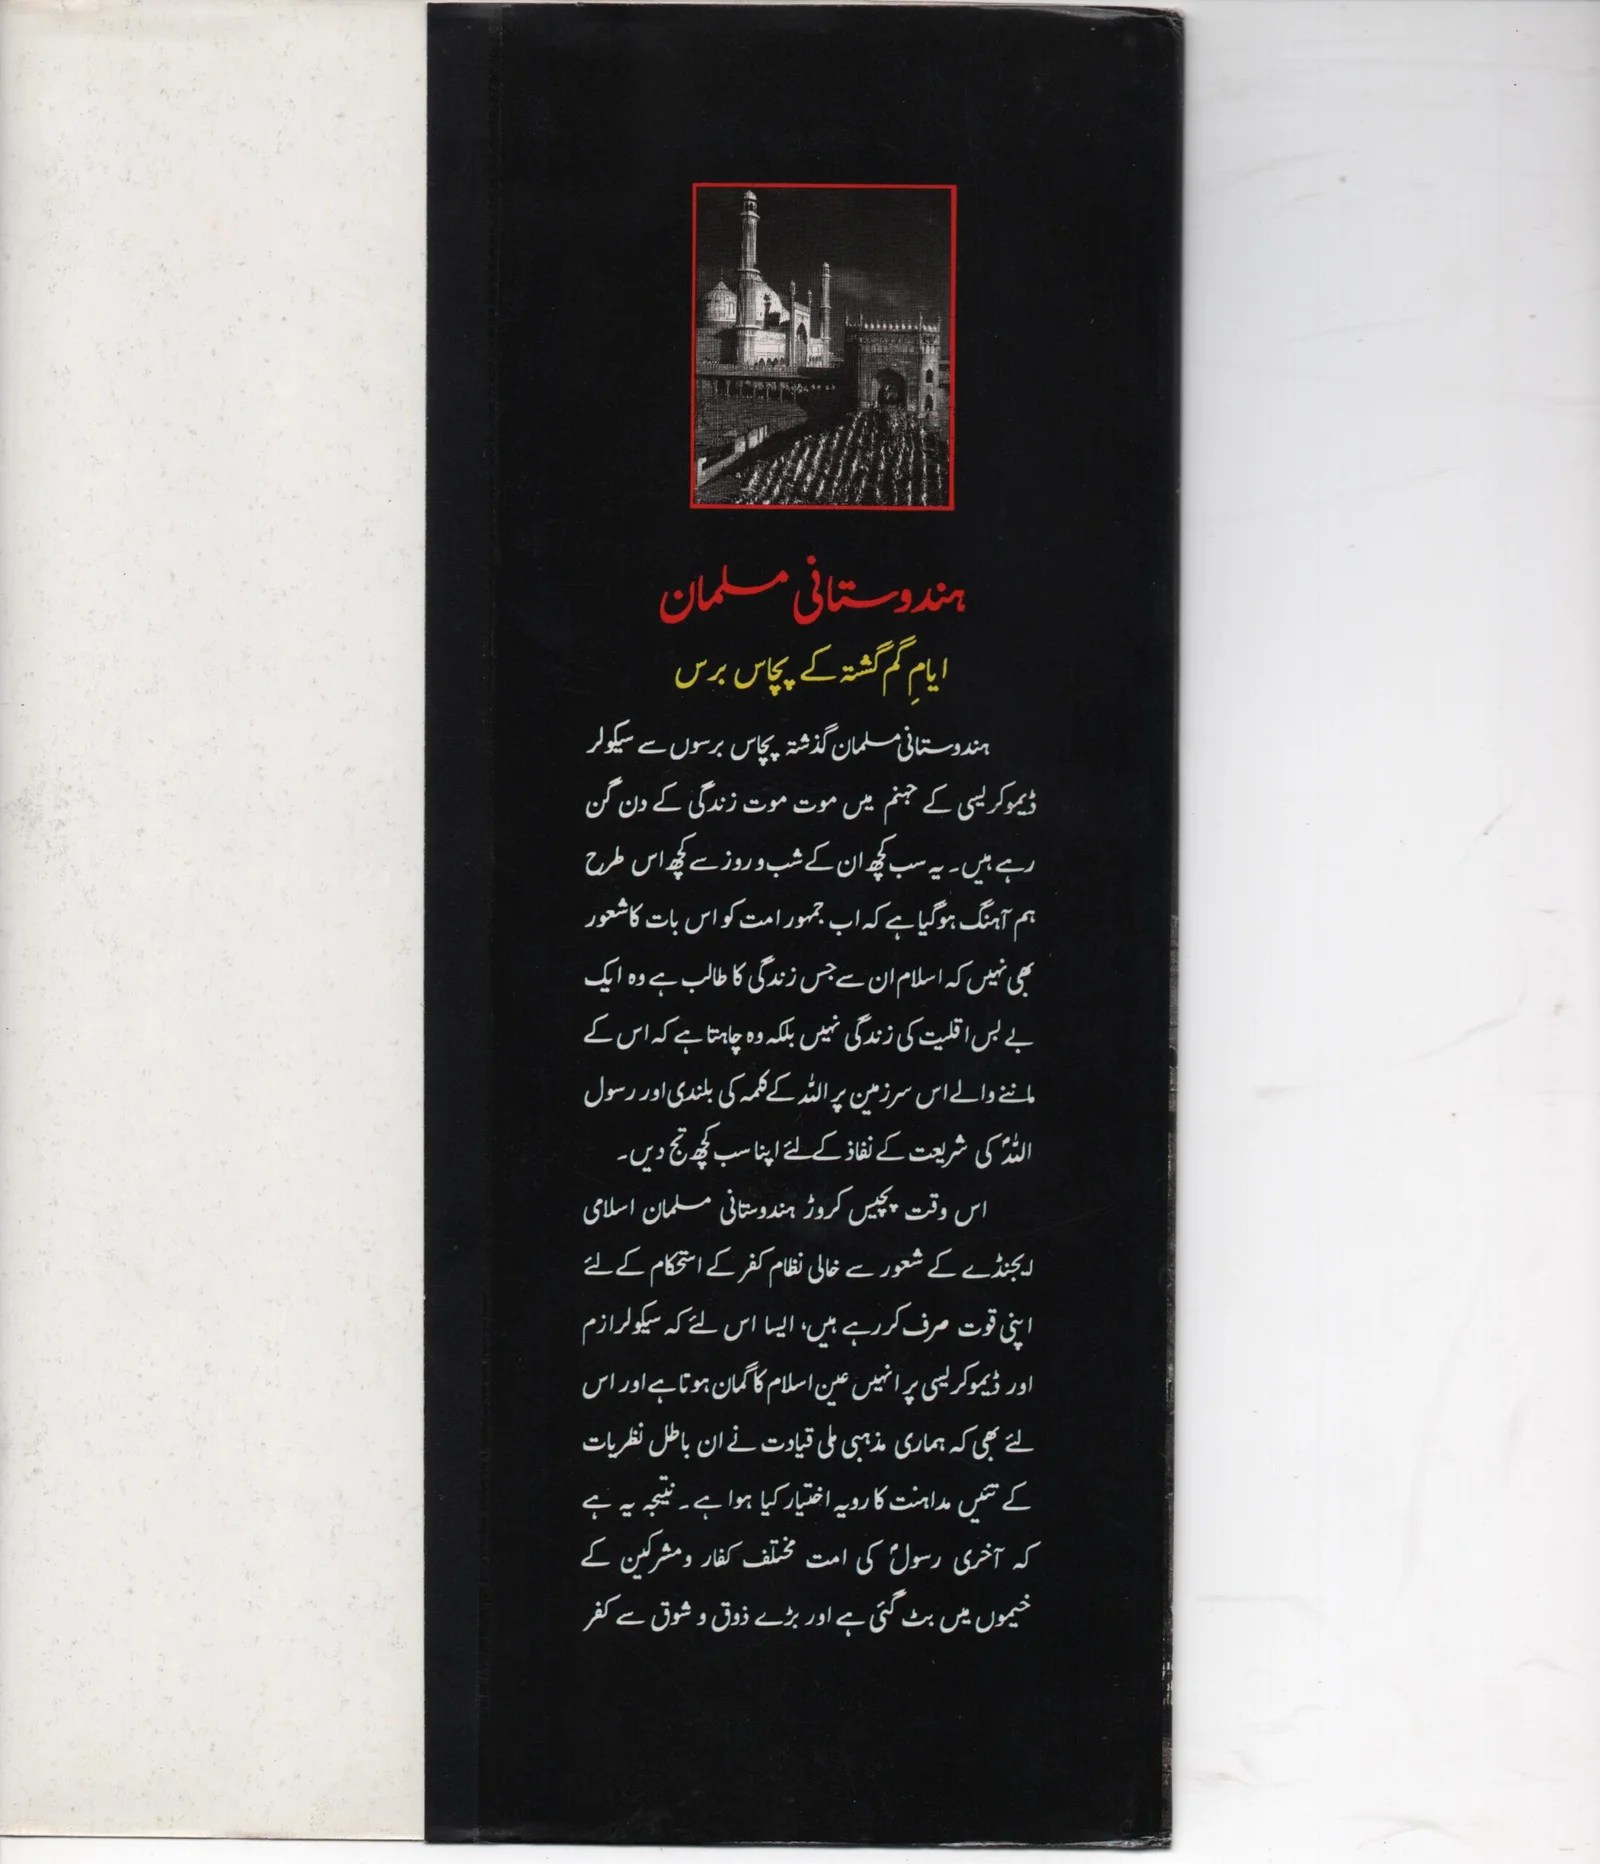 ہندوستانی مسلمان
ایامِ گم گشتہ کے پچاس برس
ہندوستانی مسلمان گذشتہ پچاس برسوں سے سیکولر
ڈیموکریسی کے جہنم میں موت موت زندگی کے دن گن
رہے ہیں۔ یہ سب کچھ ان کے شب و روز سے کچھ اس طرح
ہم آہنگ ہوگیا ہے کہ اب جمہور امت کو اس بات کا شعور
بھی نہیں کہ اسلام ان سے جس زندگی کا طالب ہے وہ ایک
بے بس اقلیت کی زندگی نہیں بلکہ وہ چاہتا ہے کہ اس کے
ماننے والے اس سرزمین پر اللہ کے کلمہ کی بلندی اور رسول
اللہؐ کی شریعت کے نفاذ کے لئے اپنا سب کچھ تج دیں۔
اس وقت پچیس کروڑ ہندوستانی مسلمان اسلامی
ایجنڈے کے شعور سے خالی نظام کفر کے استحکام کے لئے
اپنی قوت صرف کر رہے ہیں، ایسا اس لئے کہ سیکولرازم
اور ڈیموکریسی پر انہیں عین اسلام کا گمان ہوتا ہے اور اس
لئے بھی کہ ہماری مذہبی ملی قیادت نے ان باطل نظریات
کے تئیں مداہنت کا رویہ اختیار کیا ہوا ہے۔ نتیجہ یہ ہے
کہ آخری رسولؐ کی امت مختلف کفار و مشرکین کے
خیموں میں بٹ گئی ہے اور بڑے ذوق و شوق سے کفر